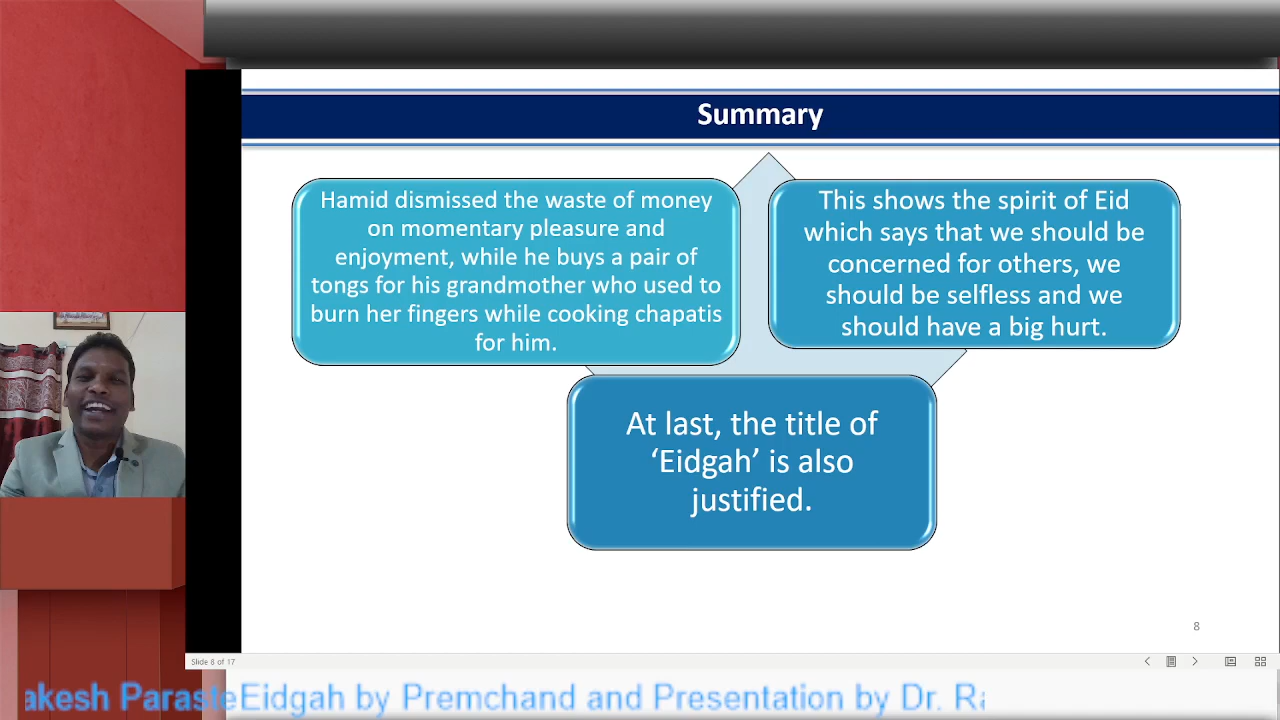 Summary
Hamid dismissed the waste of money
on momentary pleasure and
enjoyment, while he buys a pair of
tongs for his grandmother who used to
burn her fingers while cooking chapatis
for him.
This shows the spirit of Eid
which says that we should be
concerned for others, we
should be selfless and we
should have a big hurt.
At last, the title of
‘Eidgah’ is also
justified.
8
Slide 8 of 17
akesh Paraste
Eidgah by Premchand and Presentation by Dr. Ra